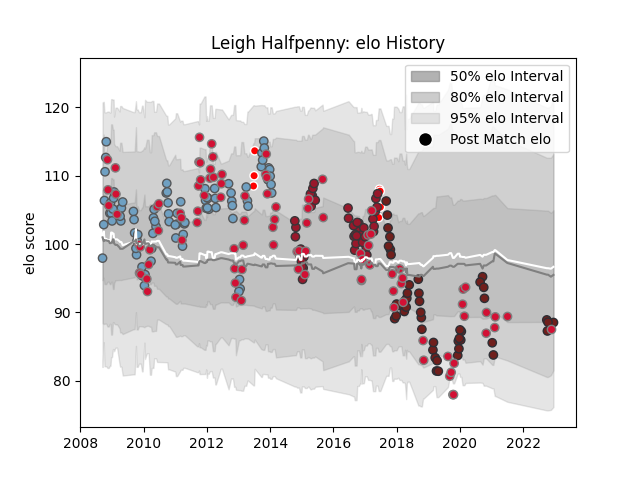 Leigh Halfpenny: elo History
50% elo Interval
80% elo Interval
95% elo Interval
Post Match elo
elo score
120
110
100
90
80
2008 2010 2012 2014 2016 2018 2020 2022